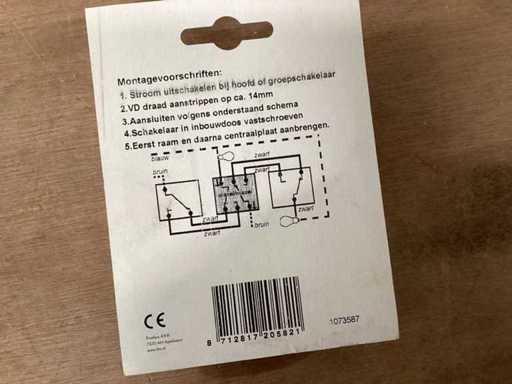 Montagevoorschriften:
1. Stroom uitschakelen bij hoofd of groepschakelaar
2.VD draad aanstrippen op ca. 14mm
3.Aansluiten volgens onderstaand schema
4.Schakelaar in inbouwdoos vastschroeven
5.Eerst raam en daarna centraalplaat aanbrengen.
blauw
zwart
zwart
bruin
zwart
zwart
zwart
bruin
CE
1073587
8 712817 205821